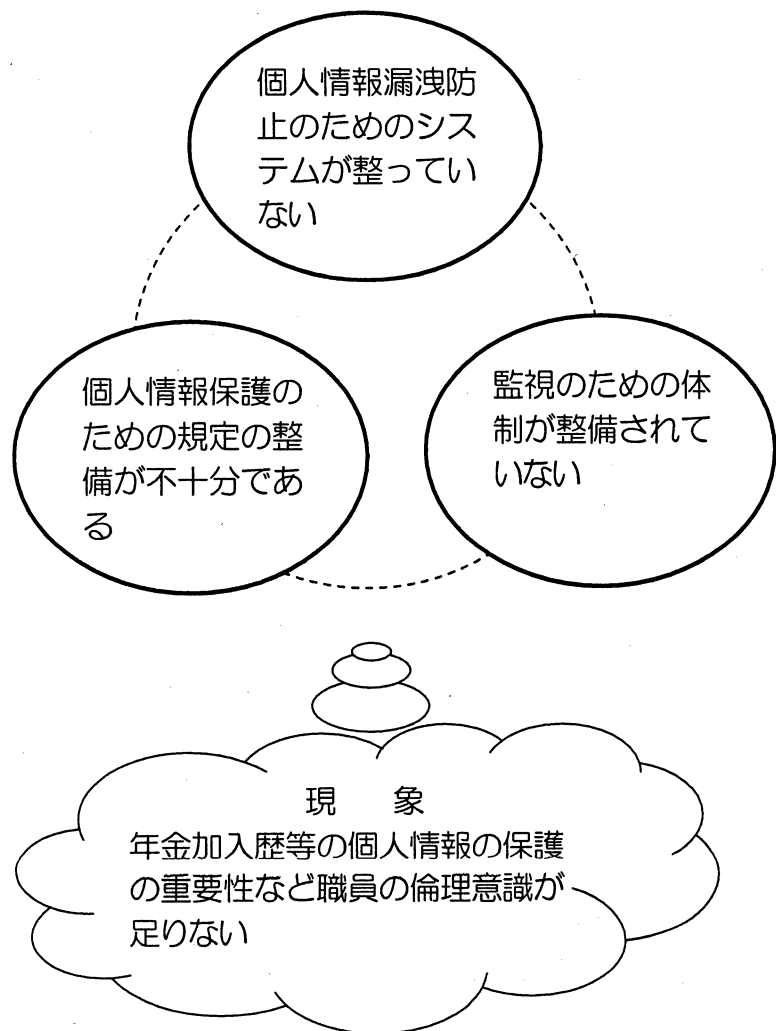 個人情報漏洩防
止のためのシス
テムが整ってい
ない
個人情報保護の
ための規定の整
備が不十分であ
る
監視のための体
制が整備されて
いない
現　象
年金加入歴等の個人情報の保護
の重要性など職員の倫理意識が
足りない